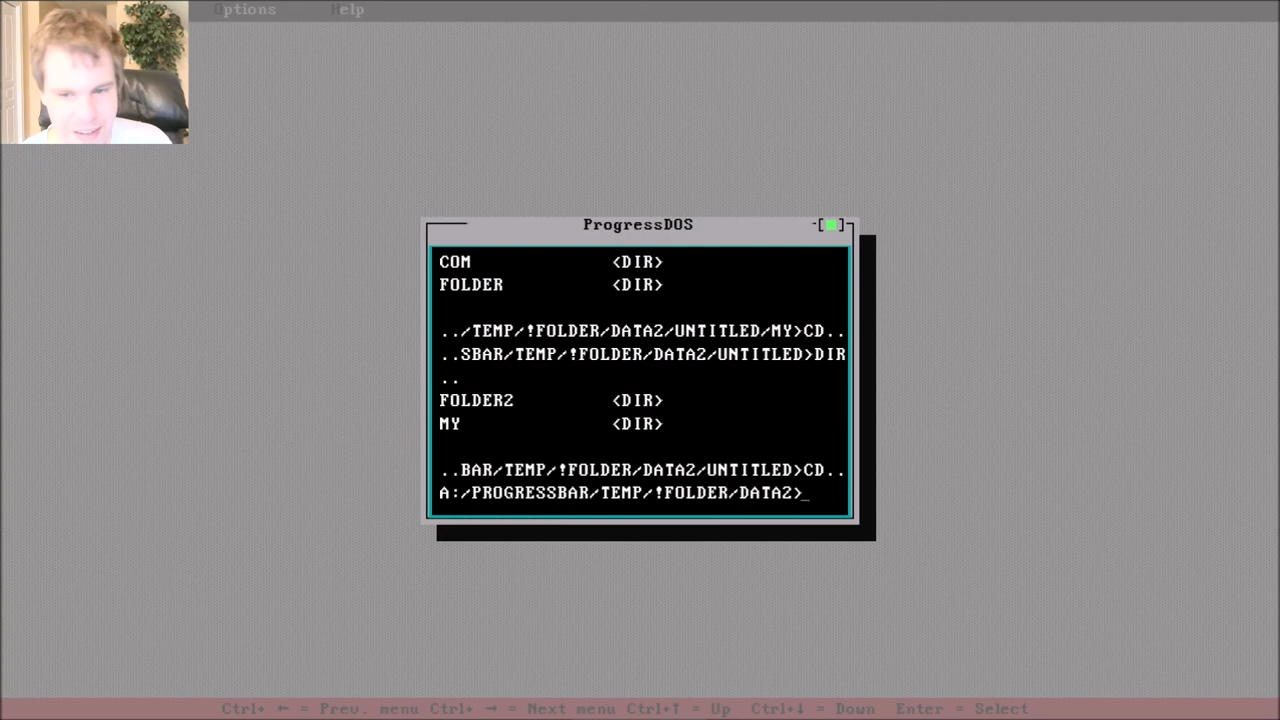 Options Help
ProgressDOS
COM <DIR>
FOLDER <DIR>
../TEMP/!FOLDER/DATA2/UNTITLED/MY>CD..
..SBAR/TEMP/!FOLDER/DATA2/UNTITLED>DIR
..
FOLDER2 <DIR>
MY <DIR>
..BAR/TEMP/!FOLDER/DATA2/UNTITLED>CD..
A:/PROGRESSBAR/TEMP/!FOLDER/DATA2>_
Ctrl+ ← = Prev. menu Ctrl+ → = Next menu Ctrl+↑ = Up Ctrl+↓ = Down Enter = Select